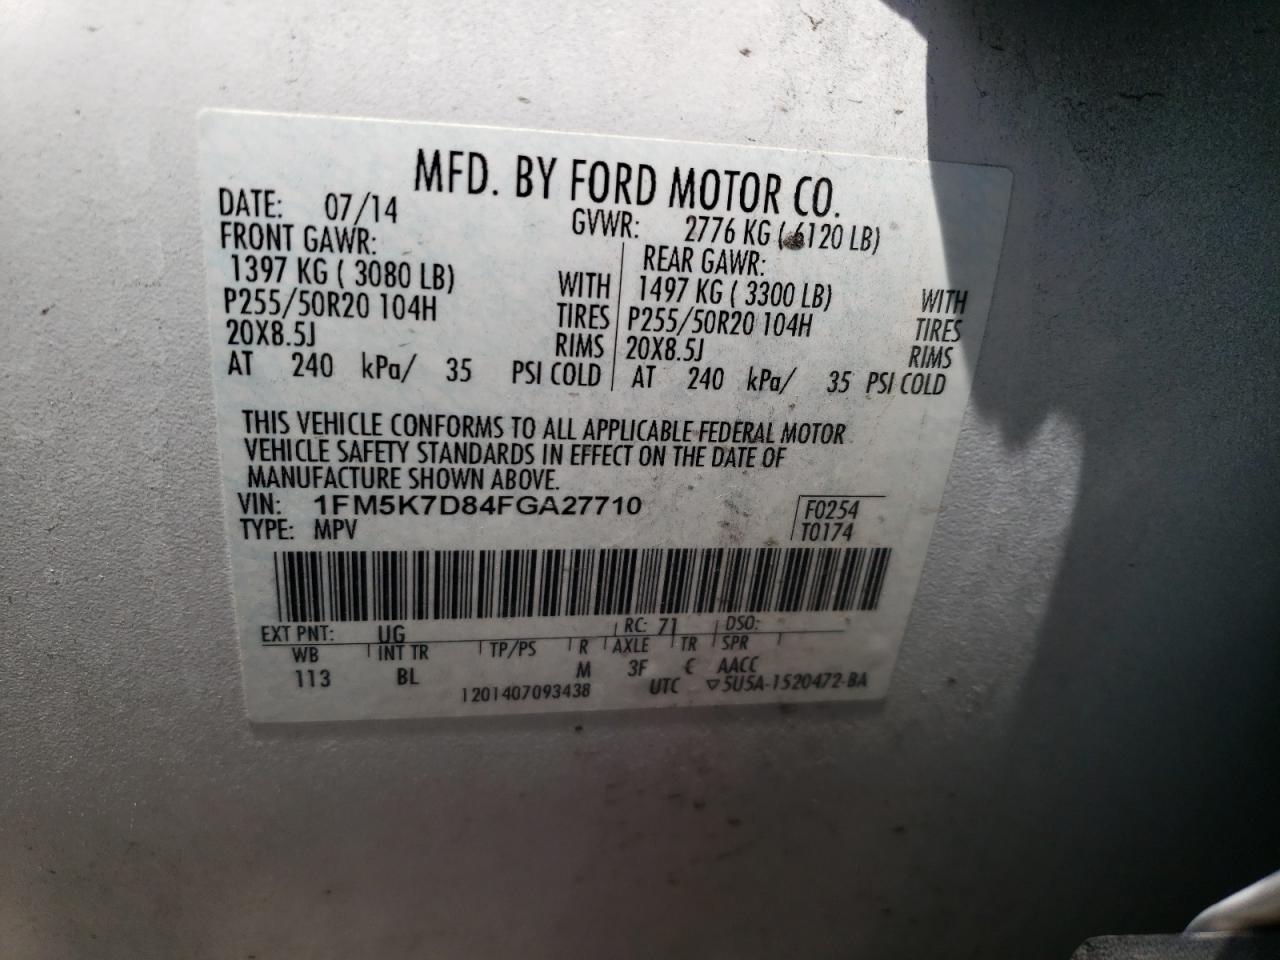 MFD. BY FORD MOTOR CO.
DATE: 07/14 GVWR: 2776 KG ( 6120 LB)
FRONT GAWR: REAR GAWR:
1397 KG ( 3080 LB) WITH 1497 KG ( 3300 LB) WITH
P255/50R20 104H TIRES P255/50R20 104H TIRES
20X8.5J RIMS 20X8.5J RIMS
AT 240 kPa/ 35 PSI COLD AT 240 kPa/ 35 PSI COLD
THIS VEHICLE CONFORMS TO ALL APPLICABLE FEDERAL MOTOR
VEHICLE SAFETY STANDARDS IN EFFECT ON THE DATE OF
MANUFACTURE SHOWN ABOVE.
VIN: 1FM5K7D84FGA27710 F0254
TYPE: MPV T0174
EXT PNT: UG RC: 71 DSO:
WB INT TR TP/PS R AXLE TR SPR
113 BL M 3F C AACC
1201407093438 UTC ▽5U5A-1520472-BA